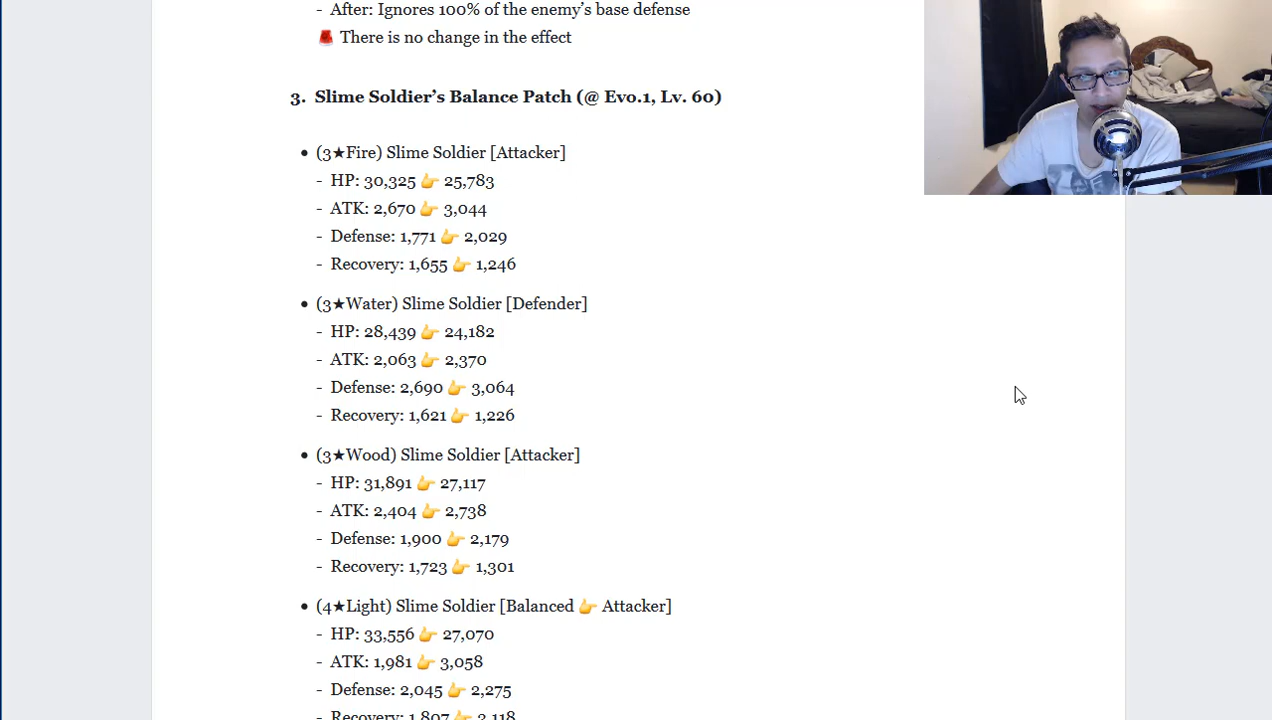 - After: Ignores 100% of the enemy's base defense
There is no change in the effect
3. Slime Soldier's Balance Patch (@ Evo.1, Lv. 60)
• (3★Fire) Slime Soldier [Attacker]
- HP: 30,325 👉 25,783
- ATK: 2,670 👉 3,044
- Defense: 1,771 👉 2,029
- Recovery: 1,655 👉 1,246
• (3★Water) Slime Soldier [Defender]
- HP: 28,439 👉 24,182
- ATK: 2,063 👉 2,370
- Defense: 2,690 👉 3,064
- Recovery: 1,621 👉 1,226
• (3★Wood) Slime Soldier [Attacker]
- HP: 31,891 👉 27,117
- ATK: 2,404 👉 2,738
- Defense: 1,900 👉 2,179
- Recovery: 1,723 👉 1,301
• (4★Light) Slime Soldier [Balanced 👉 Attacker]
- HP: 33,556 👉 27,070
- ATK: 1,981 👉 3,058
- Defense: 2,045 👉 2,275
- Recovery: 1,807 👉 3,118